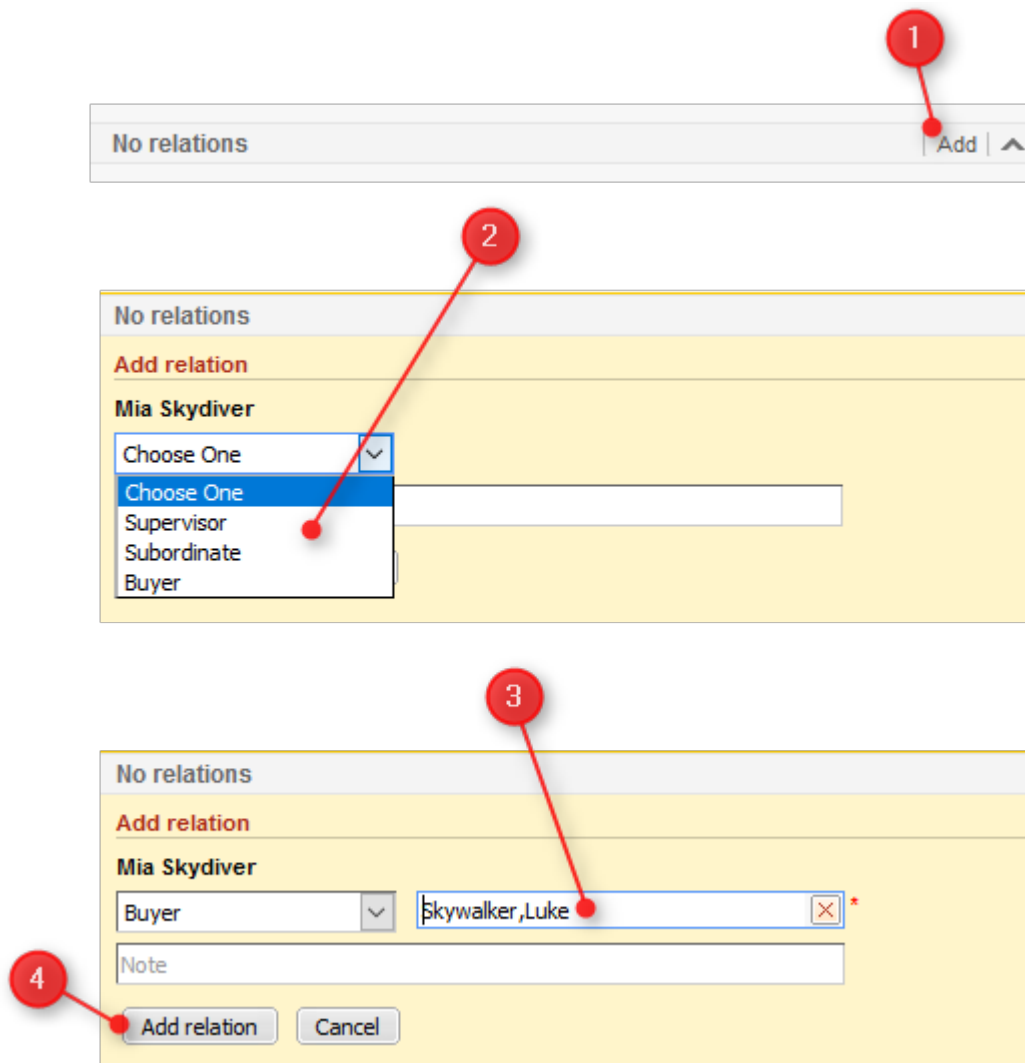 1
No relations Add
2
No relations
Add relation
Mia Skydiver
Choose One
Choose One
Supervisor
Subordinate
Buyer
3
No relations
Add relation
Mia Skydiver
Buyer Skywalker,Luke *
Note
4
Add relation Cancel